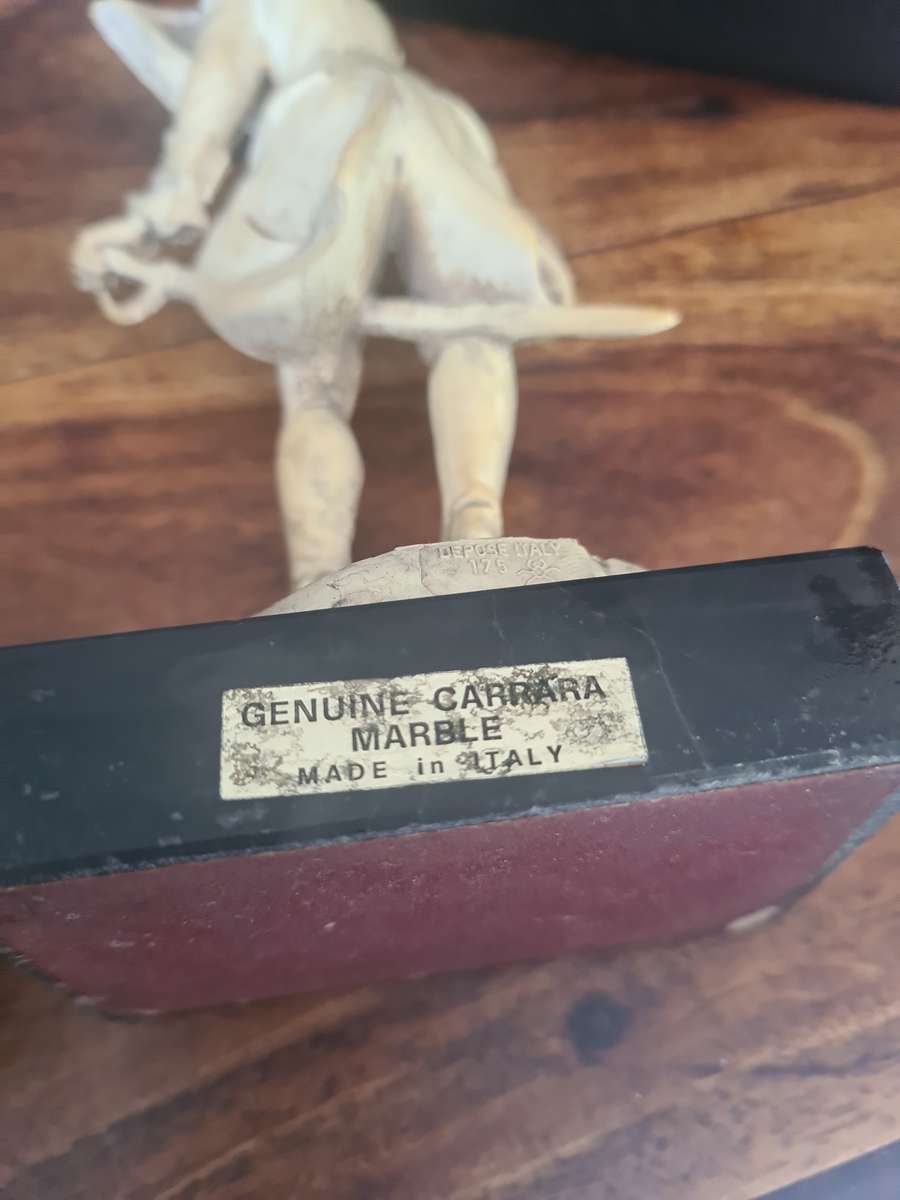 DEPOSE ITALY
175
GENUINE CARRARA
MARBLE
MADE in ITALY